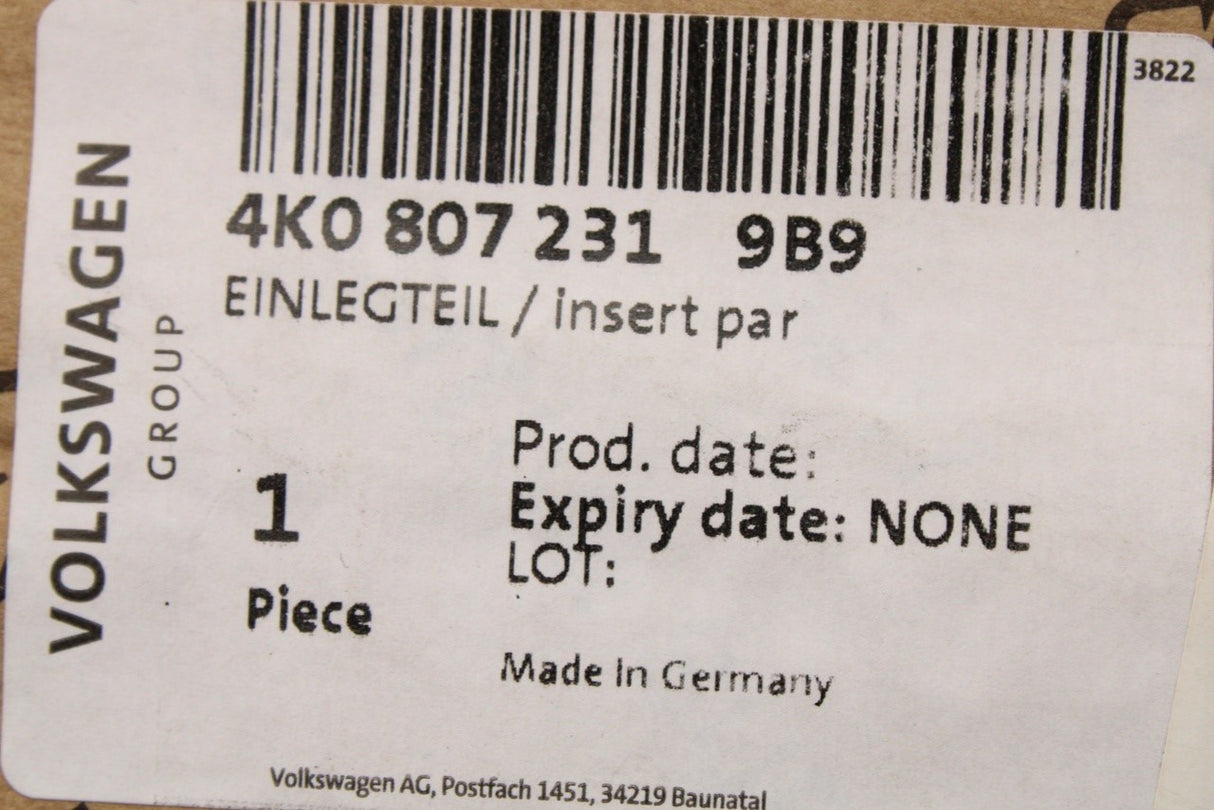 3822
4K0 807 231 9B9
EINLEGTEIL / insert par
VOLKSWAGEN
GROUP
Prod. date:
Expiry date: NONE
LOT:
1
Piece
Made In Germany
Volkswagen AG, Postfach 1451, 34219 Baunatal